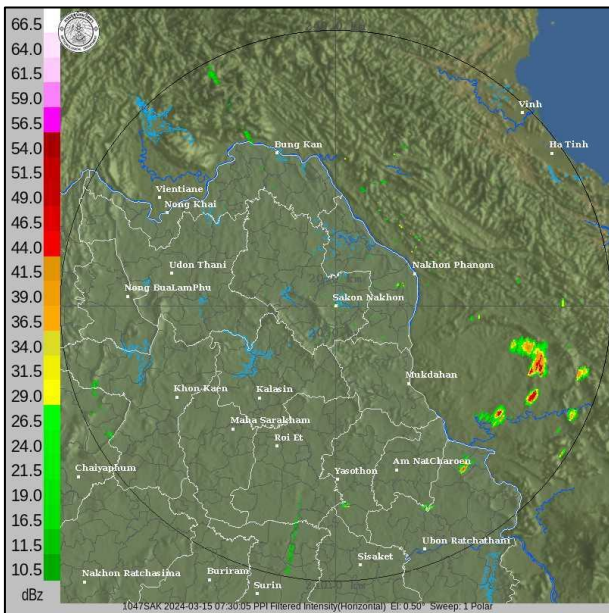 66.5
64.0
61.5
59.0
56.5
54.0
51.5
49.0
46.5
44.0
41.5
39.0
36.5
34.0
31.5
29.0
26.5
24.0
21.5
19.0
16.5
11.5
10.5
dBz
Vinh
Ha Tinh
Bung Kan
Vientiane
Nong Khai
Udon Thani
Nakhon Phanom
Nong BuaLamPhu
Sakon Nakhon
Mukdahan
Khon Kaen
Kalasin
Maha Sarakham
Roi Et
Chaiyaphum
Yasothon
Am NatCharoen
Ubon Ratchathani
Sisaket
Nakhon Ratchasima
Buriram
Surin
1047SAK 2024-03-15 07:30:05 PPI Filtered Intensity(Horizontal) El: 0.50° Sweep: 1 Polar